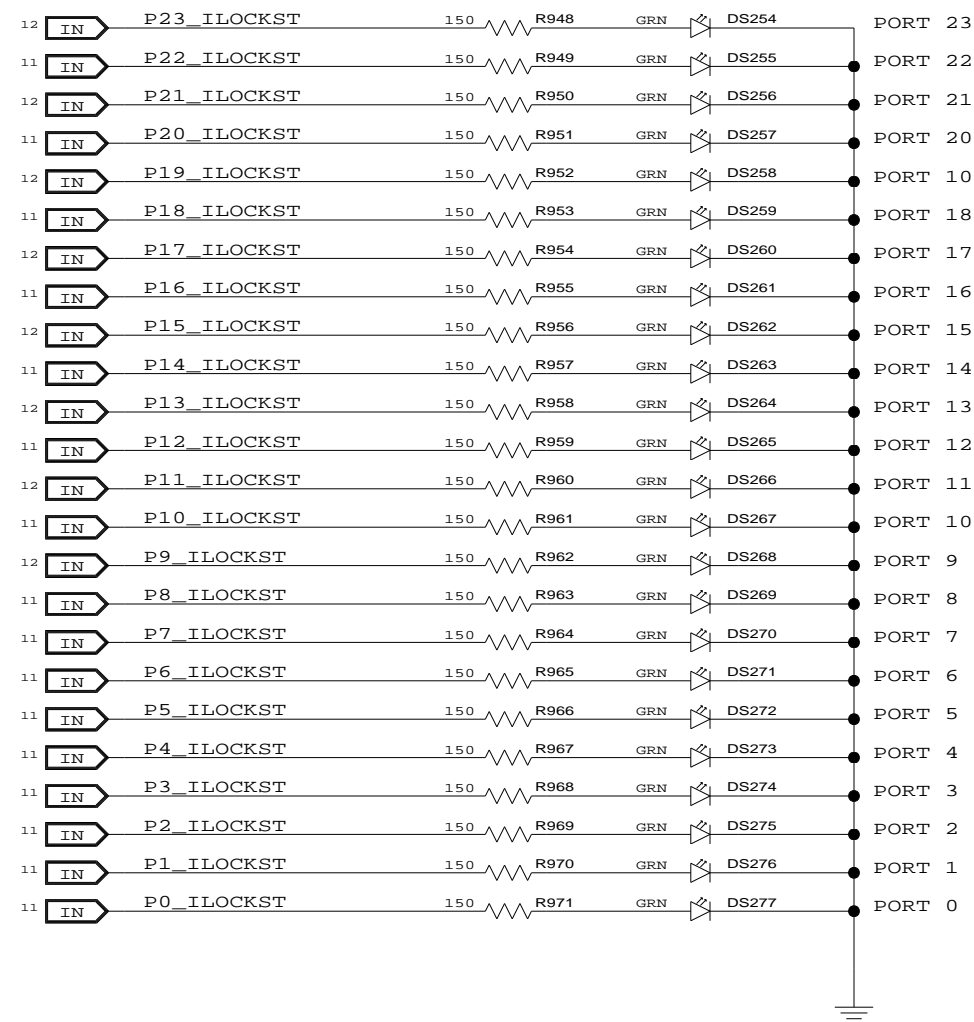 12 IN P23_ILOCKST 150 R948 GRN DS254 PORT 23
11 IN P22_ILOCKST 150 R949 GRN DS255 PORT 22
12 IN P21_ILOCKST 150 R950 GRN DS256 PORT 21
11 IN P20_ILOCKST 150 R951 GRN DS257 PORT 20
12 IN P19_ILOCKST 150 R952 GRN DS258 PORT 10
11 IN P18_ILOCKST 150 R953 GRN DS259 PORT 18
12 IN P17_ILOCKST 150 R954 GRN DS260 PORT 17
11 IN P16_ILOCKST 150 R955 GRN DS261 PORT 16
12 IN P15_ILOCKST 150 R956 GRN DS262 PORT 15
11 IN P14_ILOCKST 150 R957 GRN DS263 PORT 14
12 IN P13_ILOCKST 150 R958 GRN DS264 PORT 13
11 IN P12_ILOCKST 150 R959 GRN DS265 PORT 12
12 IN P11_ILOCKST 150 R960 GRN DS266 PORT 11
11 IN P10_ILOCKST 150 R961 GRN DS267 PORT 10
12 IN P9_ILOCKST 150 R962 GRN DS268 PORT 9
11 IN P8_ILOCKST 150 R963 GRN DS269 PORT 8
11 IN P7_ILOCKST 150 R964 GRN DS270 PORT 7
11 IN P6_ILOCKST 150 R965 GRN DS271 PORT 6
11 IN P5_ILOCKST 150 R966 GRN DS272 PORT 5
11 IN P4_ILOCKST 150 R967 GRN DS273 PORT 4
11 IN P3_ILOCKST 150 R968 GRN DS274 PORT 3
11 IN P2_ILOCKST 150 R969 GRN DS275 PORT 2
11 IN P1_ILOCKST 150 R970 GRN DS276 PORT 1
11 IN P0_ILOCKST 150 R971 GRN DS277 PORT 0